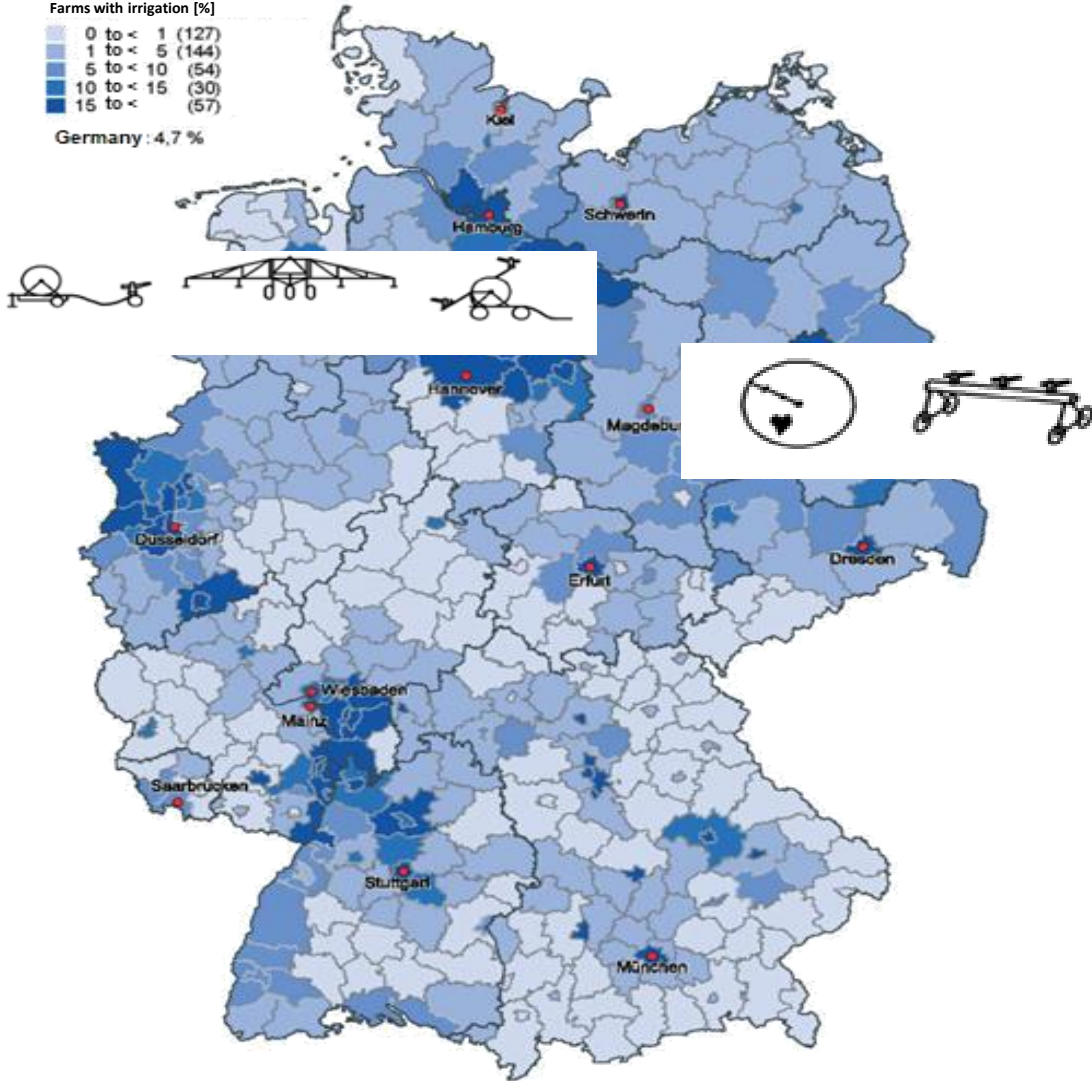 Farms with irrigation [%]
0 to < 1 (127)
1 to < 5 (144)
5 to < 10 (54)
10 to < 15 (30)
15 to < (57)
Germany : 4,7 %
Kiel
Schwerin
Hamburg
Hannover
Magdebur
Düsseldorf
Dresden
Erfurt
Wiesbaden
Mainz
Saarbrücken
Stuttgart
München